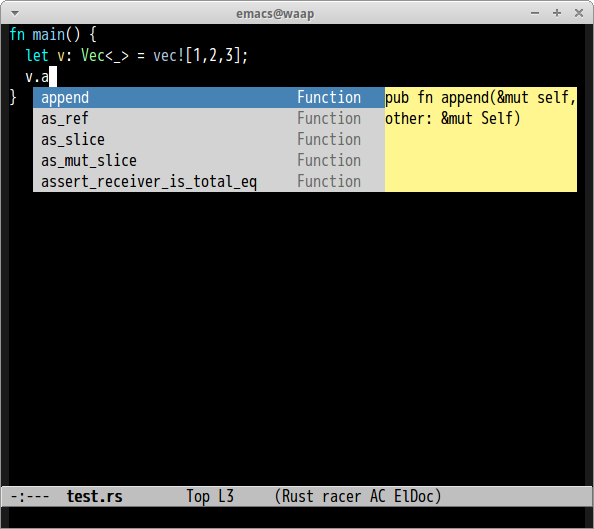 emacs@waap
fn main() {
  let v: Vec<_> = vec![1,2,3];
  v.a
}
append Function
as_ref Function
as_slice Function
as_mut_slice Function
assert_receiver_is_total_eq Function
pub fn append(&mut self,
other: &mut Self)
-:--- test.rs Top L3 (Rust racer AC ElDoc)